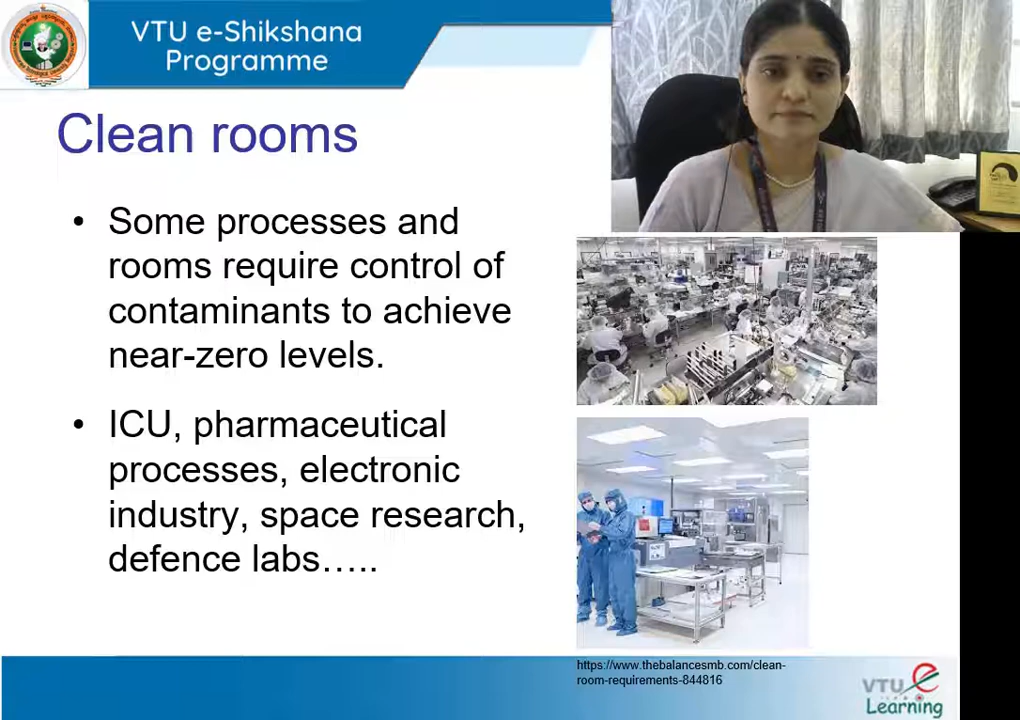 VTU e-Shikshana
Programme
Clean rooms
• Some processes and
rooms require control of
contaminants to achieve
near-zero levels.
• ICU, pharmaceutical
processes, electronic
industry, space research,
defence labs…..
https://www.thebalancesmb.com/clean-
room-requirements-844816
VTU e
Learning